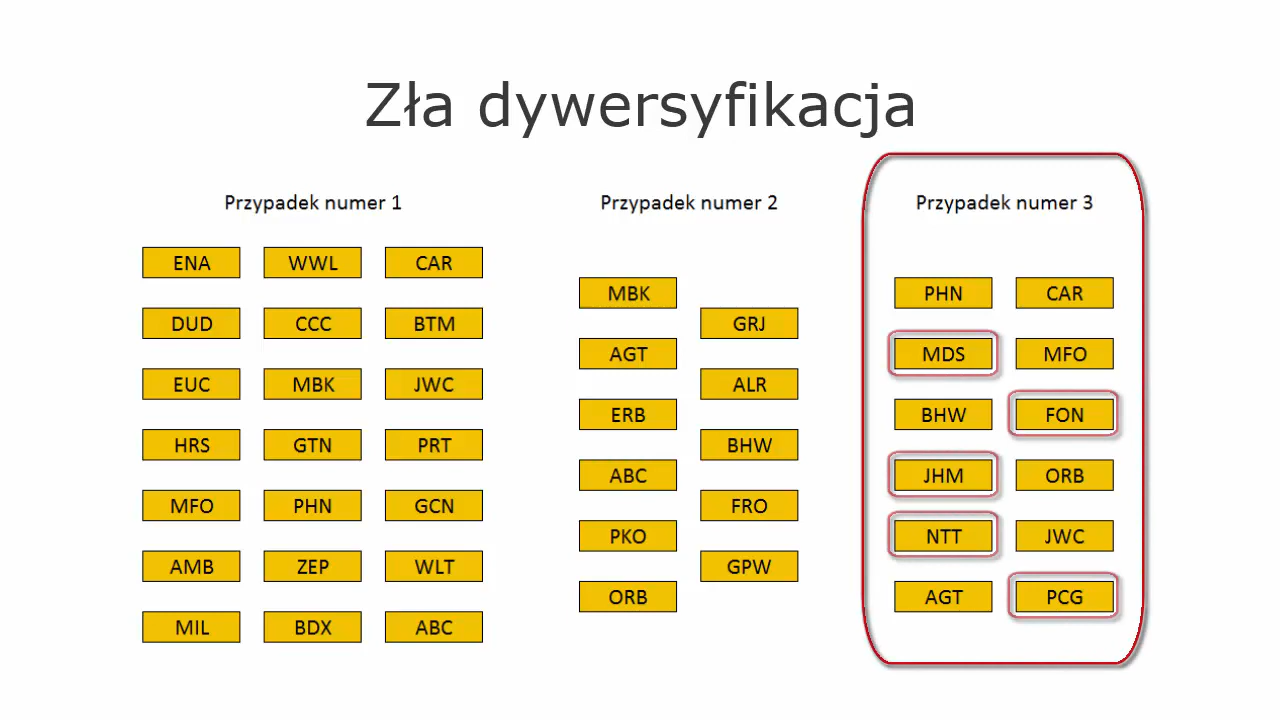 Zła dywersyfikacja
Przypadek numer 1
ENA WWL CAR
DUD CCC BTM
EUC MBK JWC
HRS GTN PRT
MFO PHN GCN
AMB ZEP WLT
MIL BDX ABC
Przypadek numer 2
MBK
GRJ
AGT
ALR
ERB
BHW
ABC
FRO
PKO
GPW
ORB
Przypadek numer 3
PHN CAR
MDS MFO
BHW FON
JHM ORB
NTT JWC
AGT PCG